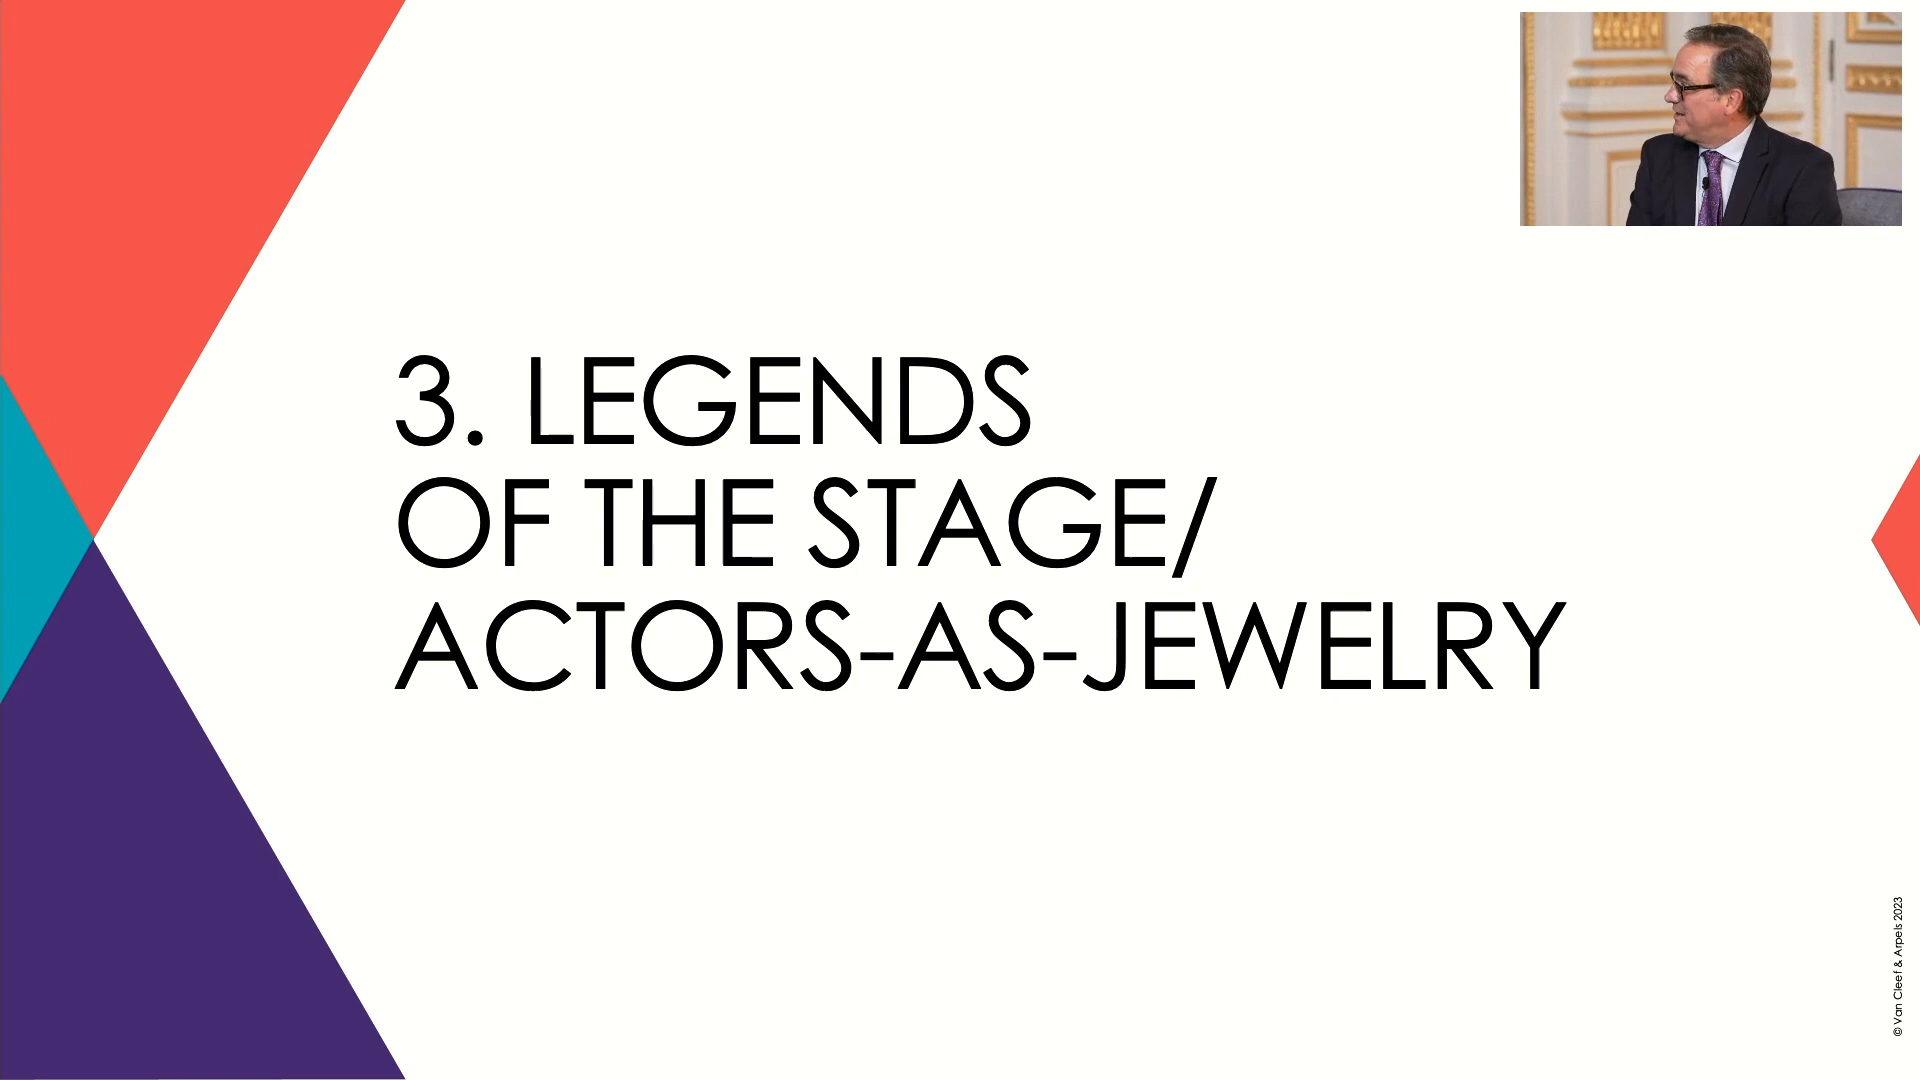 3. LEGENDS
OF THE STAGE/
ACTORS-AS-JEWELRY
© Van Cleef & Arpels 2023